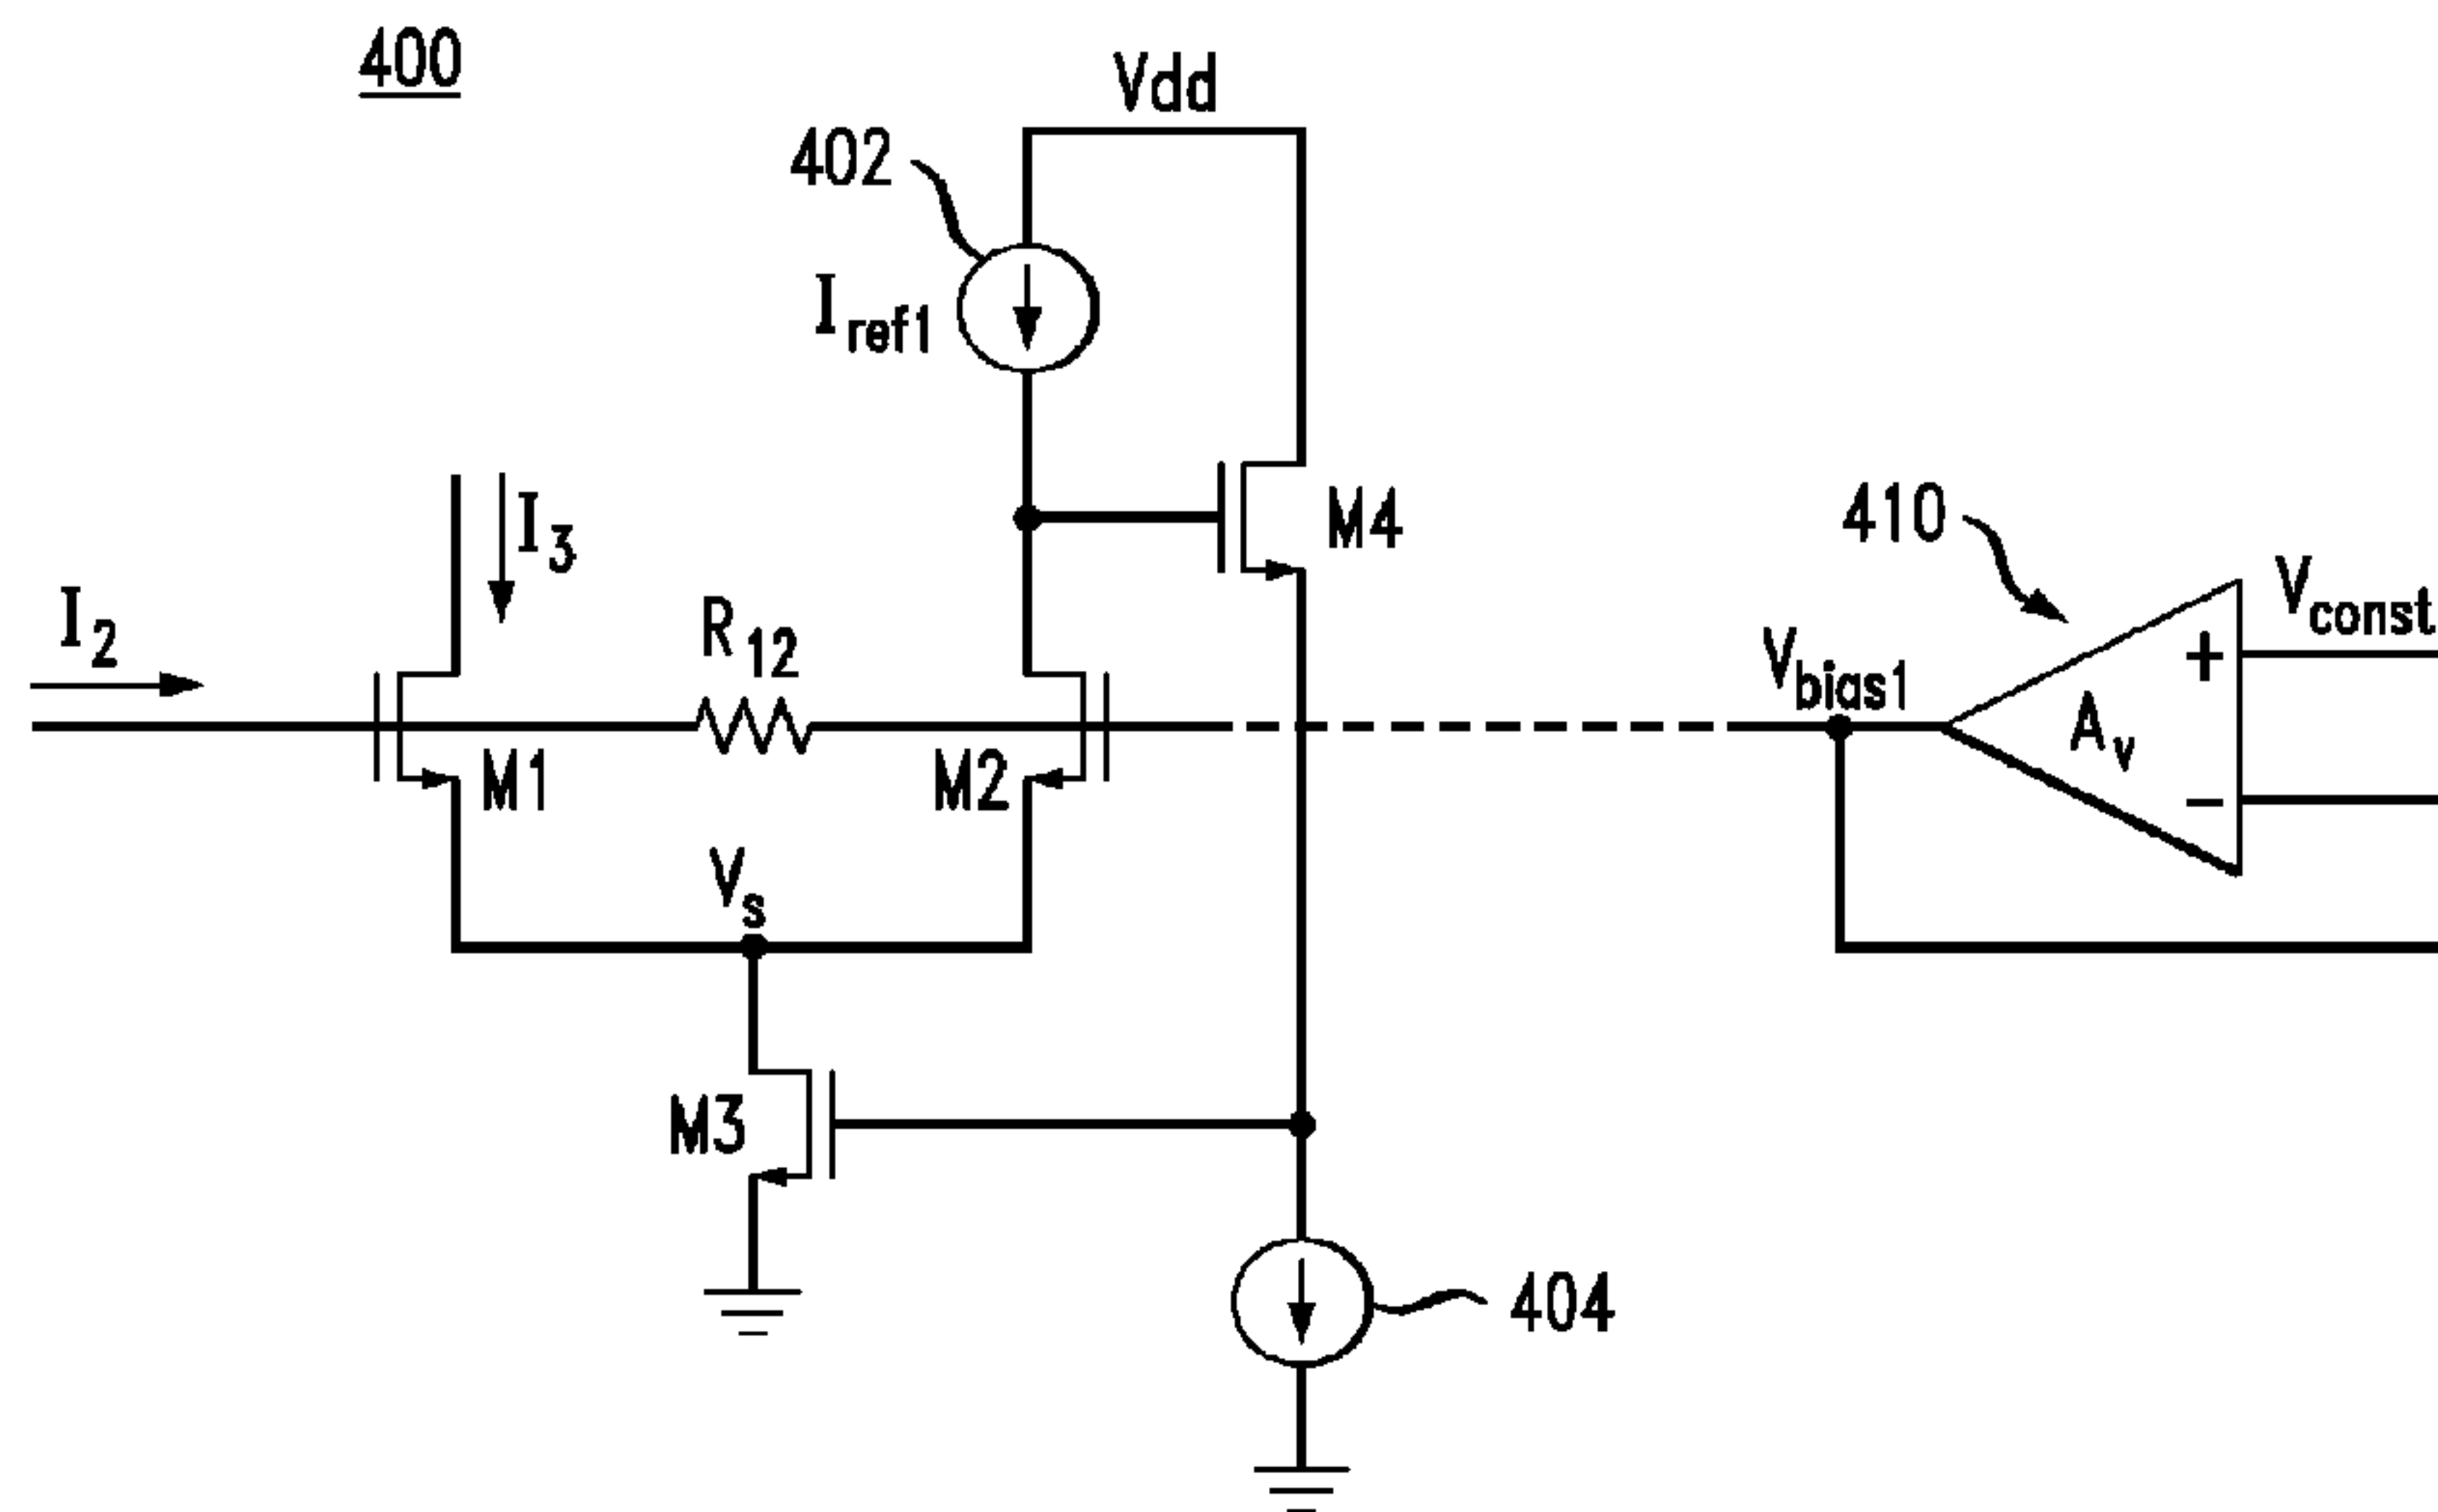 400
Vdd
402
Iref1
I3
M4
410
I2
R12
Vconst
Vbias1
+
Av
−
M1
M2
Vs
M3
404